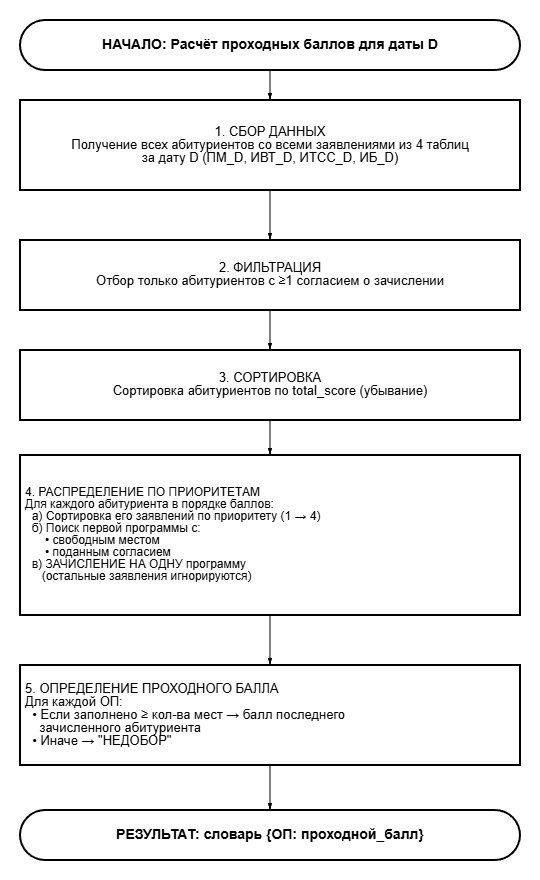 НАЧАЛО: Расчёт проходных баллов для даты D
1. СБОР ДАННЫХ
Получение всех абитуриентов со всеми заявлениями из 4 таблиц
за дату D (ПМ_D, ИВТ_D, ИТСС_D, ИБ_D)
2. ФИЛЬТРАЦИЯ
Отбор только абитуриентов с ≥1 согласием о зачислении
3. СОРТИРОВКА
Сортировка абитуриентов по total_score (убывание)
4. РАСПРЕДЕЛЕНИЕ ПО ПРИОРИТЕТАМ
Для каждого абитуриента в порядке баллов:
а) Сортировка его заявлений по приоритету (1 → 4)
б) Поиск первой программы с:
• свободным местом
• поданным согласием
в) ЗАЧИСЛЕНИЕ НА ОДНУ программу
(остальные заявления игнорируются)
5. ОПРЕДЕЛЕНИЕ ПРОХОДНОГО БАЛЛА
Для каждой ОП:
• Если заполнено ≥ кол-ва мест → балл последнего
зачисленного абитуриента
• Иначе → "НЕДОБОР"
РЕЗУЛЬТАТ: словарь {ОП: проходной_балл}